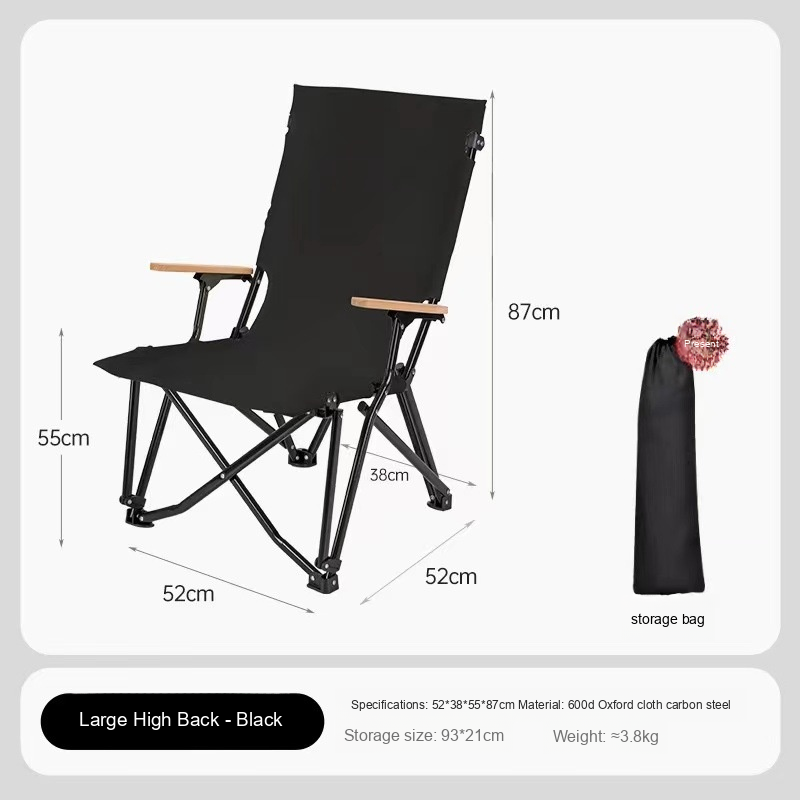 87cm
Present
55cm
38cm
52cm
52cm
storage bag
Large High Back - Black
Specifications: 52*38*55*87cm Material: 600d Oxford cloth carbon steel
Storage size: 93*21cm
Weight: ≈3.8kg